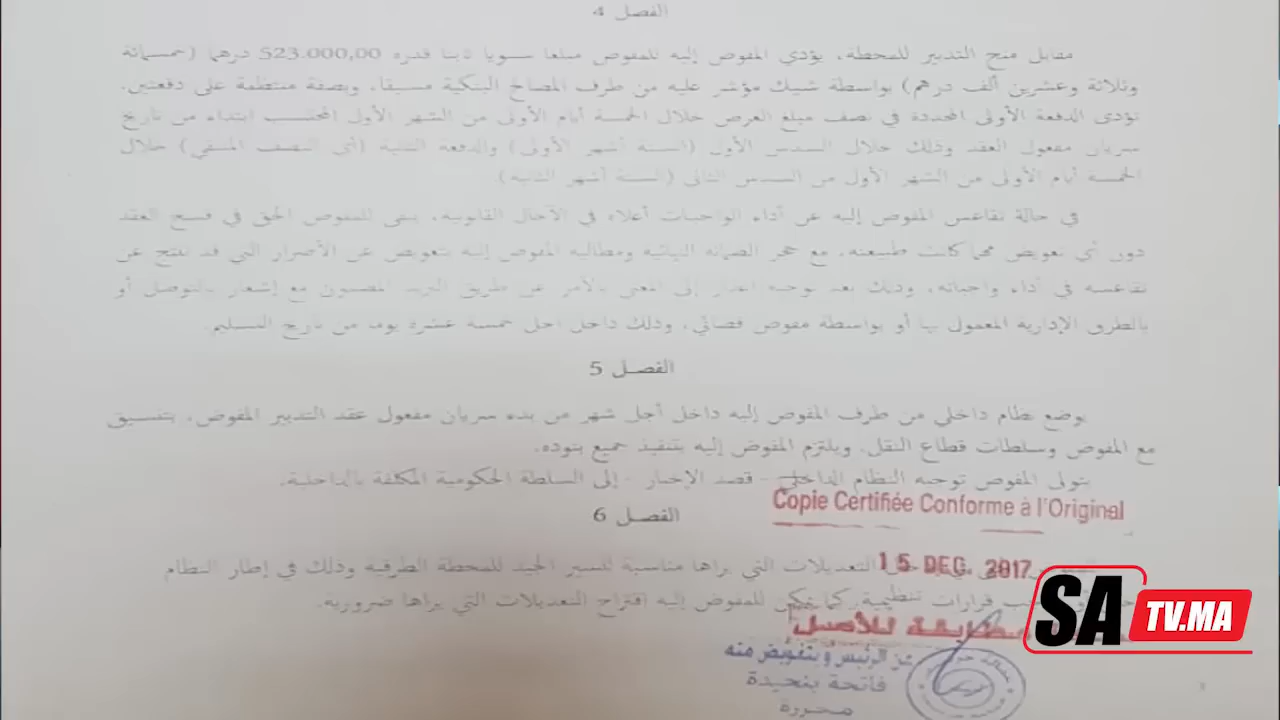 الفصل 4
مقابل منح التدبير للمحطة، يؤدي المفوض إليه للمفوض مبلغا سنويا ثابتا قدره 523.000,00 درهما (خمسمائة
وثلاثة وعشرين ألف درهم) بواسطة شيك مؤشر عليه من طرف المصالح البنكية مسبقا، وبصفة منتظمة على دفعتين.
تؤدى الدفعة الأولى المحددة في نصف مبلغ العرض خلال الخمسة أيام الأولى من الشهر الأول المحتسب ابتداء من تاريخ
سريان مفعول العقد وذلك خلال السدس الأول (الستة أشهر الأولى) والدفعة الثانية (أي النصف المتبقي) خلال
الخمسة أيام الأولى من الشهر الأول من السدس الثاني (الستة أشهر الثانية).
في حالة تقاعس المفوض إليه عن أداء الواجبات أعلاه في الآجال القانونية، يبقى للمفوض الحق في فسخ العقد
دون أي تعويض مهما كانت طبيعته، مع حجز الضمانة النهائية ومطالبة المفوض إليه بتعويض عن الأضرار التي قد تنتج عن
تقاعسه في أداء واجباته، وذلك بعد توجيه إعذار إلى المعني بالأمر عن طريق البريد المضمون مع إشعار بالتوصل أو
بالطرق الإدارية المعمول بها أو بواسطة مفوض قضائي، وذلك داخل أجل خمسة عشرة يوما من تاريخ التسليم.
الفصل 5
يوضع نظام داخلي من طرف المفوض إليه داخل أجل شهر من بدء سريان مفعول عقد التدبير المفوض، بتنسيق
مع المفوض وسلطات قطاع النقل. ويلتزم المفوض إليه بتنفيذ جميع بنوده.
يتولى المفوض توجيه النظام الداخلي - قصد الإخبار - إلى السلطة الحكومية المكلفة بالداخلية.
Copie Certifiée Conforme à l'Original
الفصل 6
15 DEC. 2017
التعديلات التي يراها مناسبة للسير الجيد للمحطة الطرقية وذلك في إطار النظام
قرارات تنظيمية. كما يمكن للمفوض إليه اقتراح التعديلات التي يراها ضرورية.
مطابقة للأصل
عن الرئيس وبتفويض منه
فاتحة بنحيدة
محررة
SA TV.MA